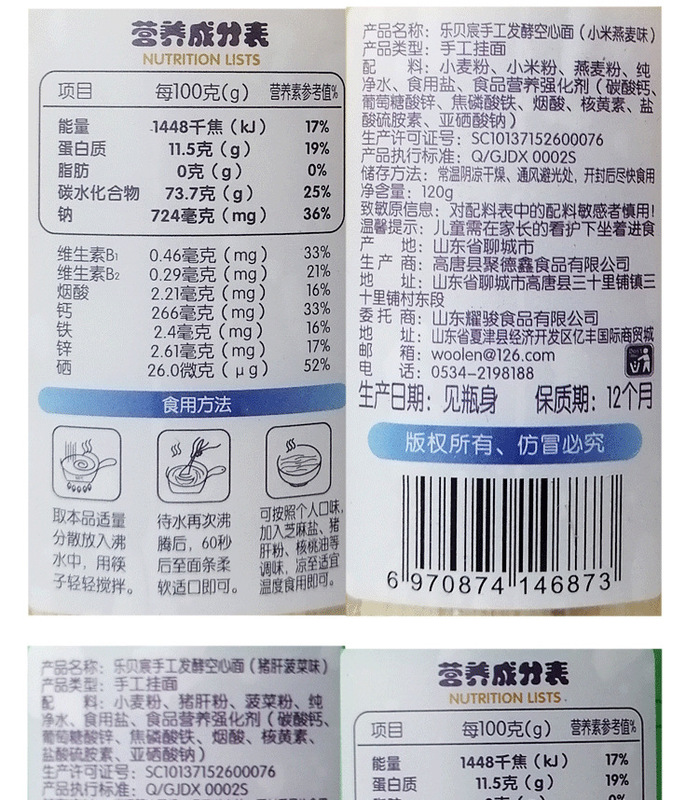 营养成分表
NUTRITION LISTS
项目 每100克(g) 营养素参考值%
能量 1448千焦(kJ) 17%
蛋白质 11.5克(g) 19%
脂肪 0克(g) 0%
碳水化合物 73.7克(g) 25%
钠 724毫克(mg) 36%
维生素B1 0.46毫克(mg) 33%
维生素B2 0.29毫克(mg) 21%
烟酸 2.21毫克(mg) 16%
钙 266毫克(mg) 33%
铁 2.4毫克(mg) 16%
锌 2.61毫克(mg) 17%
硒 26.0微克(μg) 52%
食用方法
取本品适量
分散放入沸
水中，用筷
子轻轻搅拌。
待水再次沸
腾后，60秒
后至面条柔
软适口即可。
可按照个人口味，
加入芝麻盐、猪
肝粉、核桃油等
调味，凉至适宜
温度食用即可。
产品名称：乐贝宸手工发酵空心面（小米燕麦味）
产品类型：手工挂面
配 料：小麦粉、小米粉、燕麦粉、纯
净水、食用盐、食品营养强化剂（碳酸钙、
葡萄糖酸锌、焦磷酸铁、烟酸、核黄素、盐
酸硫胺素、亚硒酸钠）
生产许可证号：SC10137152600076
产品执行标准：Q/GJDX 0002S
储存方法：常温阴凉干燥、通风避光处，开封后尽快食用
净含量：120g
致敏原信息：对配料表中的配料敏感者慎用！
温馨提示：儿童需在家长的看护下坐着进食
产 地：山东省聊城市
生 产 商：高唐县聚德鑫食品有限公司
地 址：山东省聊城市高唐县三十里铺镇三
十里铺村东段
委 托 商：山东耀骏食品有限公司
地 址：山东省夏津县经济开发区亿丰国际商贸城
邮 箱：woolen@126.com
电 话：0534-2198188
生产日期：见瓶身 保质期：12个月
版权所有、仿冒必究
6 970874 146873
产品名称：乐贝宸手工发酵空心面（猪肝菠菜味）
产品类型：手工挂面
配 料：小麦粉、猪肝粉、菠菜粉、纯
净水、食用盐、食品营养强化剂（碳酸钙、
葡萄糖酸锌、焦磷酸铁、烟酸、核黄素、
盐酸硫胺素、亚硒酸钠）
生产许可证号：SC10137152600076
产品执行标准：Q/GJDX 0002S
营养成分表
NUTRITION LISTS
项目 每100克(g) 营养素参考值%
能量 1448千焦(kJ) 17%
蛋白质 11.5克(g) 19%